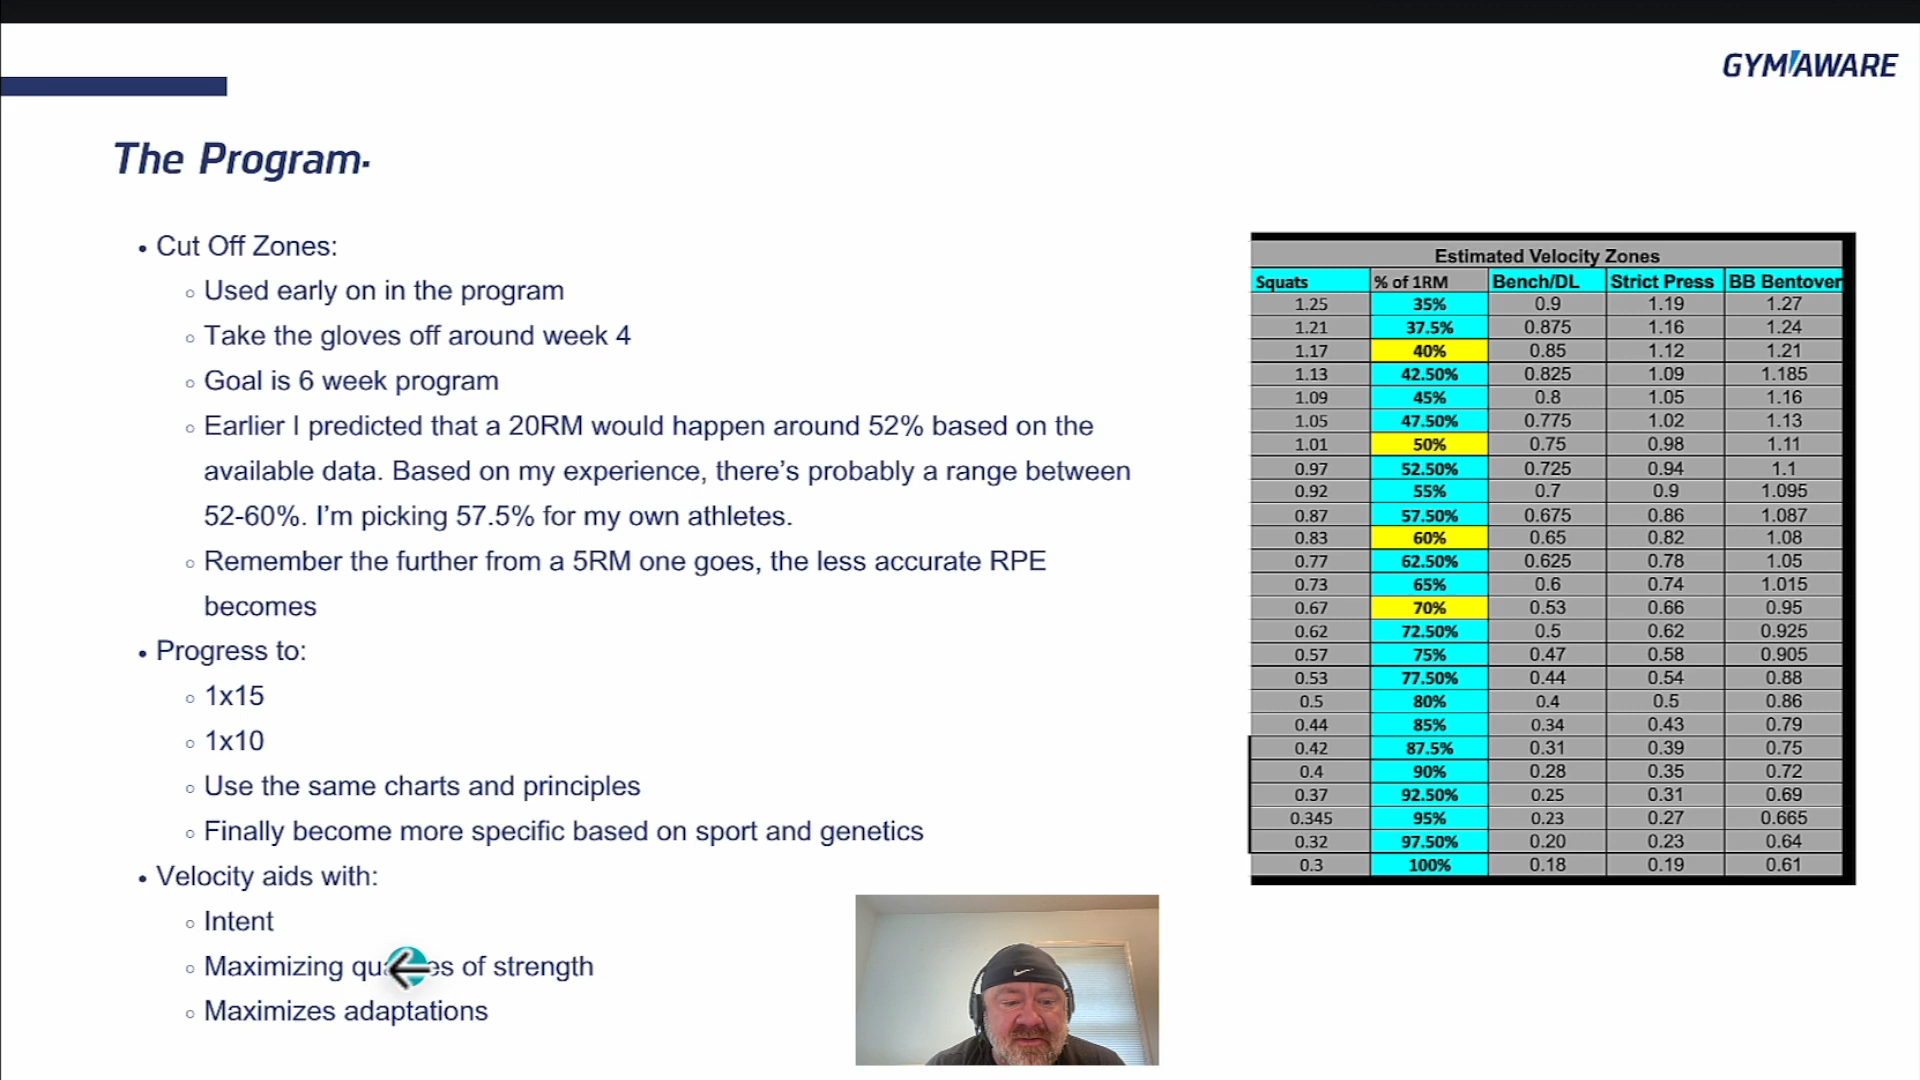 GYMAWARE
The Program.
• Cut Off Zones:
◦ Used early on in the program
◦ Take the gloves off around week 4
◦ Goal is 6 week program
◦ Earlier I predicted that a 20RM would happen around 52% based on the
available data. Based on my experience, there's probably a range between
52-60%. I'm picking 57.5% for my own athletes.
◦ Remember the further from a 5RM one goes, the less accurate RPE
becomes
• Progress to:
◦ 1x15
◦ 1x10
◦ Use the same charts and principles
◦ Finally become more specific based on sport and genetics
• Velocity aids with:
◦ Intent
◦ Maximizing of strength
◦ Maximizes adaptations
Estimated Velocity Zones
Squats % of 1RM Bench/DL Strict Press BB Bentover
1.25 35% 0.9 1.19 1.27
1.21 37.5% 0.875 1.16 1.24
1.17 40% 0.85 1.12 1.21
1.13 42.50% 0.825 1.09 1.185
1.09 45% 0.8 1.05 1.16
1.05 47.50% 0.775 1.02 1.13
1.01 50% 0.75 0.98 1.11
0.97 52.50% 0.725 0.94 1.1
0.92 55% 0.7 0.9 1.095
0.87 57.50% 0.675 0.86 1.087
0.83 60% 0.65 0.82 1.08
0.77 62.50% 0.625 0.78 1.05
0.73 65% 0.6 0.74 1.015
0.67 70% 0.53 0.66 0.95
0.62 72.50% 0.5 0.62 0.925
0.57 75% 0.47 0.58 0.905
0.53 77.50% 0.44 0.54 0.88
0.5 80% 0.4 0.5 0.86
0.44 85% 0.34 0.43 0.79
0.42 87.5% 0.31 0.39 0.75
0.4 90% 0.28 0.35 0.72
0.37 92.50% 0.25 0.31 0.69
0.345 95% 0.23 0.27 0.665
0.32 97.50% 0.20 0.23 0.64
0.3 100% 0.18 0.19 0.61